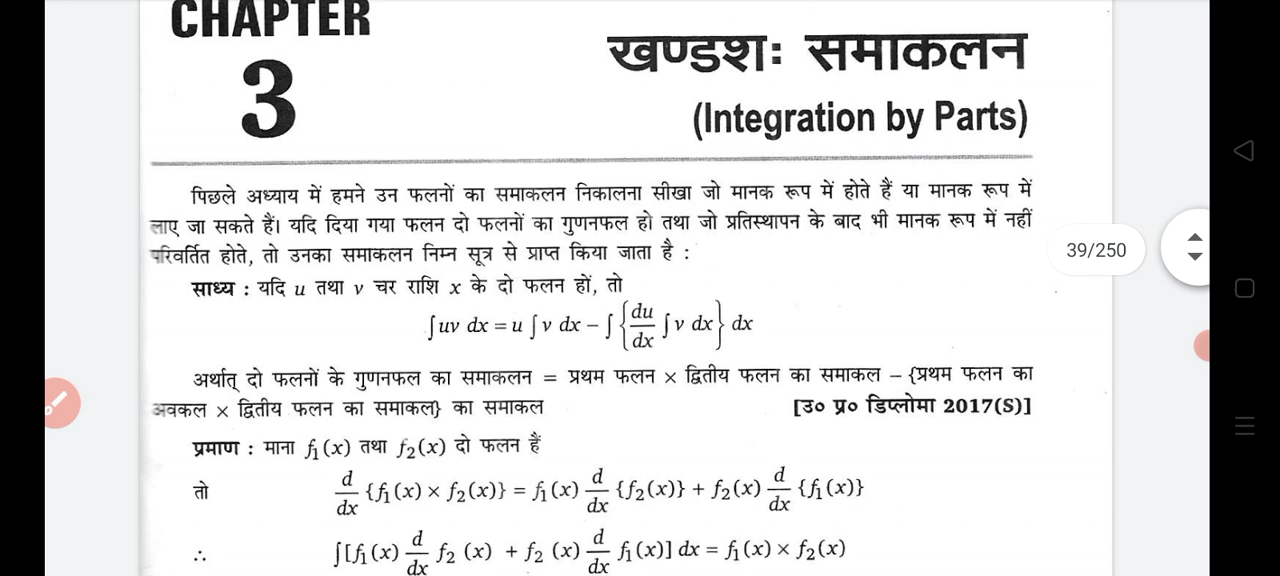 CHAPTER
3
खण्डशः समाकलन
(Integration by Parts)
पिछले अध्याय में हमने उन फलनों का समाकलन निकालना सीखा जो मानक रूप में होते हैं या मानक रूप में
लाए जा सकते हैं। यदि दिया गया फलन दो फलनों का गुणनफल हो तथा जो प्रतिस्थापन के बाद भी मानक रूप में नहीं
परिवर्तित होते, तो उनका समाकलन निम्न सूत्र से प्राप्त किया जाता है :
39/250
साध्य : यदि u तथा v चर राशि x के दो फलन हों, तो
∫uv dx = u ∫v dx − ∫{du/dx ∫v dx} dx
अर्थात् दो फलनों के गुणनफल का समाकलन = प्रथम फलन × द्वितीय फलन का समाकल − {प्रथम फलन का
अवकल × द्वितीय फलन का समाकल} का समाकल [उ० प्र० डिप्लोमा 2017(S)]
प्रमाण : माना f₁(x) तथा f₂(x) दो फलन हैं
तो d/dx {f₁(x) × f₂(x)} = f₁(x) d/dx {f₂(x)} + f₂(x) d/dx {f₁(x)}
∴ ∫[f₁(x) d/dx f₂ (x) + f₂ (x) d/dx f₁(x)] dx = f₁(x) × f₂(x)